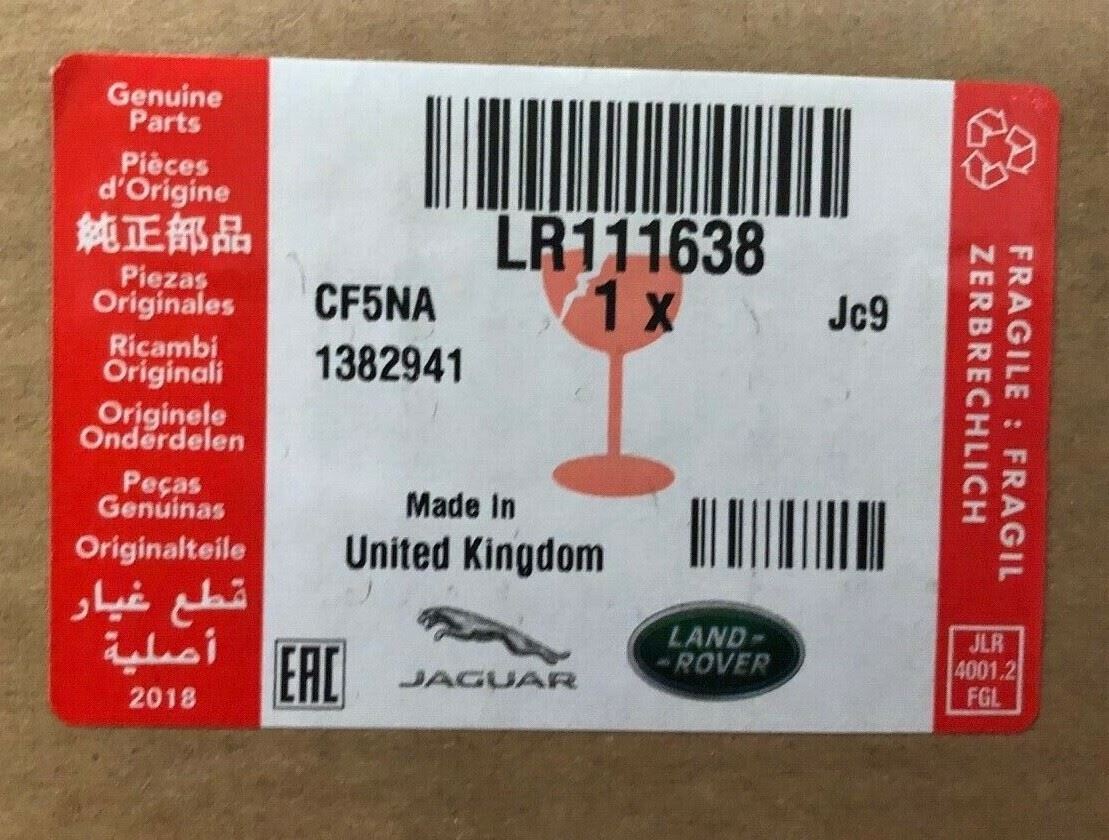 Genuine
Parts
Pièces
d'Origine
純正部品
Piezas
Originales
Ricambi
Originali
Originele
Onderdelen
Peças
Genuinas
Originalteile
قطع غيار
أصلية
2018
LR111638
CF5NA
1 x
Jc9
1382941
Made In
United Kingdom
EAC
JAGUAR
LAND-
-ROVER
FRAGILE : FRAGIL
ZERBRECHLICH
JLR
4001.2
FGL